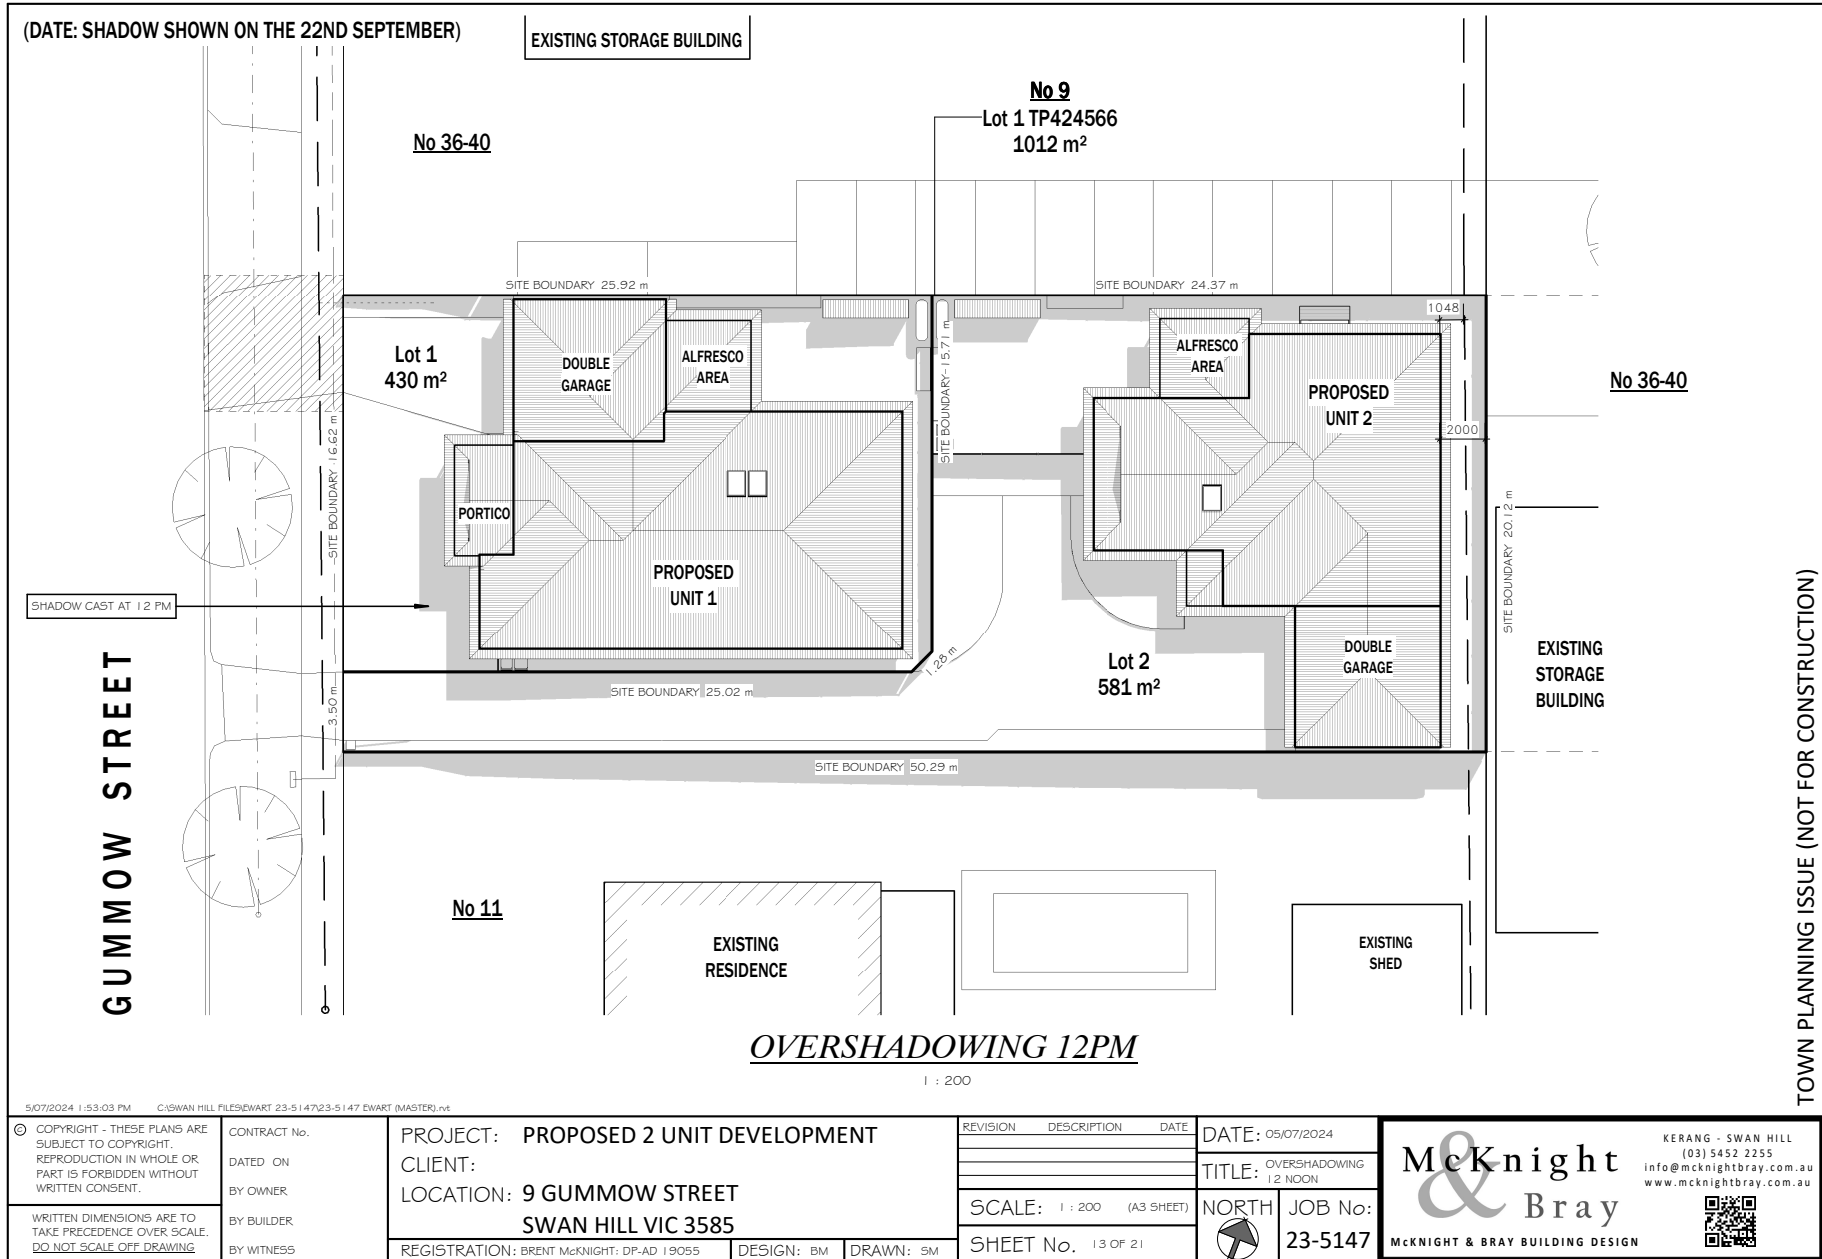 (DATE: SHADOW SHOWN ON THE 22ND SEPTEMBER)
EXISTING STORAGE BUILDING
No 9
Lot 1 TP424566
1012 m²
No 36-40
SITE BOUNDARY 25.92 m
SITE BOUNDARY 24.37 m
1048
Lot 1
430 m²
DOUBLE
GARAGE
ALFRESCO
AREA
SITE BOUNDARY 15.71 m
ALFRESCO
AREA
PROPOSED
UNIT 2
No 36-40
2000
SITE BOUNDARY 16.62 m
PORTICO
PROPOSED
UNIT 1
SITE BOUNDARY 20.12 m
SHADOW CAST AT 12 PM
1.28 m
Lot 2
581 m²
DOUBLE
GARAGE
EXISTING
STORAGE
BUILDING
3.50 m
SITE BOUNDARY 25.02 m
SITE BOUNDARY 50.29 m
GUMMOW STREET
No 11
EXISTING
RESIDENCE
EXISTING
SHED
TOWN PLANNING ISSUE (NOT FOR CONSTRUCTION)
OVERSHADOWING 12PM
1 : 200
5/07/2024 1:53:03 PM C:\SWAN HILL FILES\EWART 23-5147\23-5147 EWART (MASTER).rvt
© COPYRIGHT - THESE PLANS ARE
SUBJECT TO COPYRIGHT.
REPRODUCTION IN WHOLE OR
PART IS FORBIDDEN WITHOUT
WRITTEN CONSENT.
WRITTEN DIMENSIONS ARE TO
TAKE PRECEDENCE OVER SCALE.
DO NOT SCALE OFF DRAWING
CONTRACT No.
DATED ON
BY OWNER
BY BUILDER
BY WITNESS
PROJECT: PROPOSED 2 UNIT DEVELOPMENT
CLIENT:
LOCATION: 9 GUMMOW STREET
SWAN HILL VIC 3585
REGISTRATION: BRENT McKNIGHT: DP-AD 19055
DESIGN: BM
DRAWN: SM
REVISION DESCRIPTION DATE
SCALE: 1 : 200 (A3 SHEET)
SHEET No. 13 OF 21
DATE: 05/07/2024
TITLE: OVERSHADOWING
12 NOON
NORTH
JOB No:
23-5147
McKnight
&
Bray
McKNIGHT & BRAY BUILDING DESIGN
KERANG - SWAN HILL
(03) 5452 2255
info@mcknightbray.com.au
www.mcknightbray.com.au